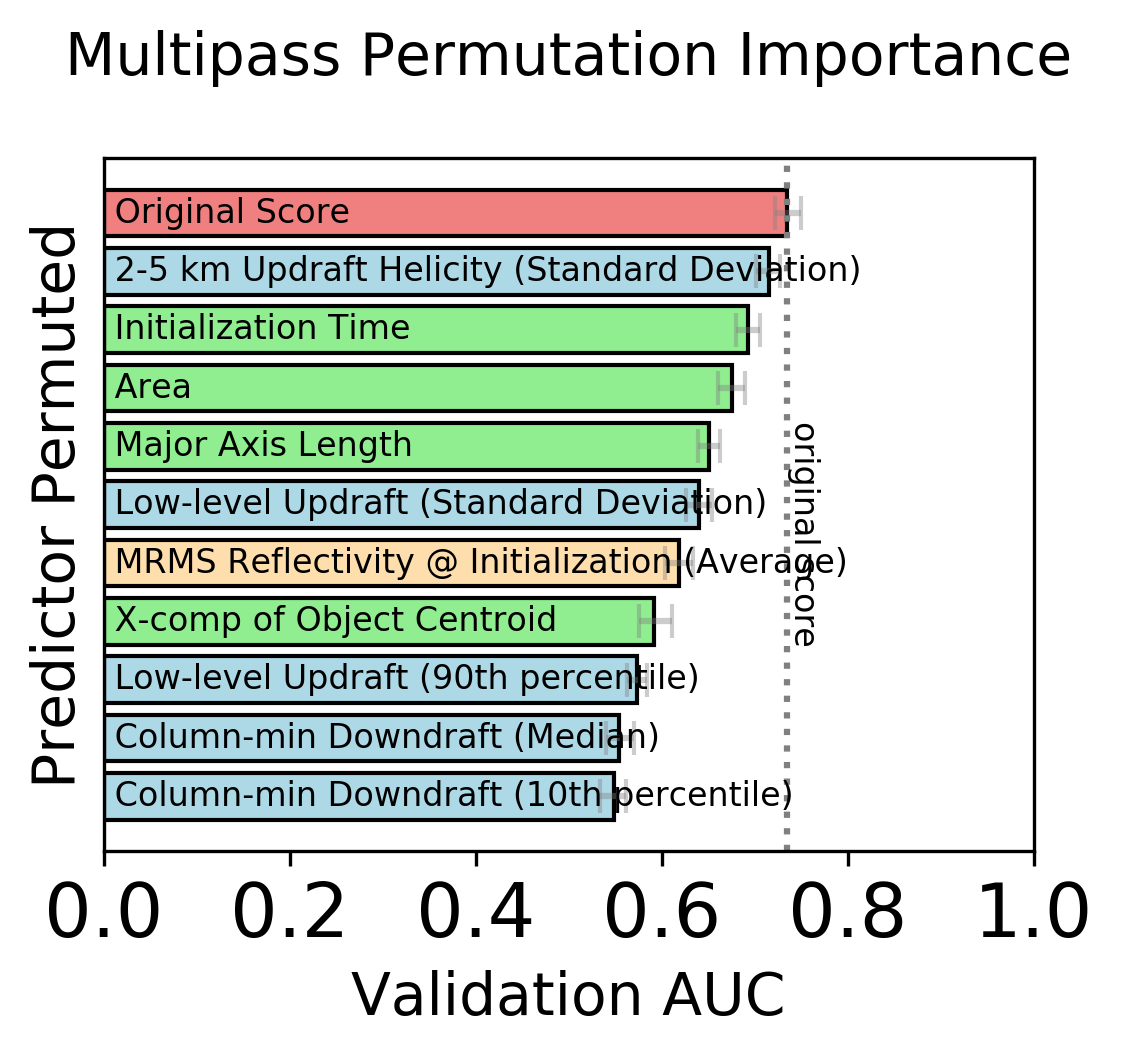 Multipass Permutation Importance
Predictor Permuted
Original Score
2-5 km Updraft Helicity (Standard Deviation)
Initialization Time
Area
Major Axis Length
Low-level Updraft (Standard Deviation)
MRMS Reflectivity @ Initialization (Average)
X-comp of Object Centroid
Low-level Updraft (90th percentile)
Column-min Downdraft (Median)
Column-min Downdraft (10th percentile)
original score
0.0 0.2 0.4 0.6 0.8 1.0
Validation AUC